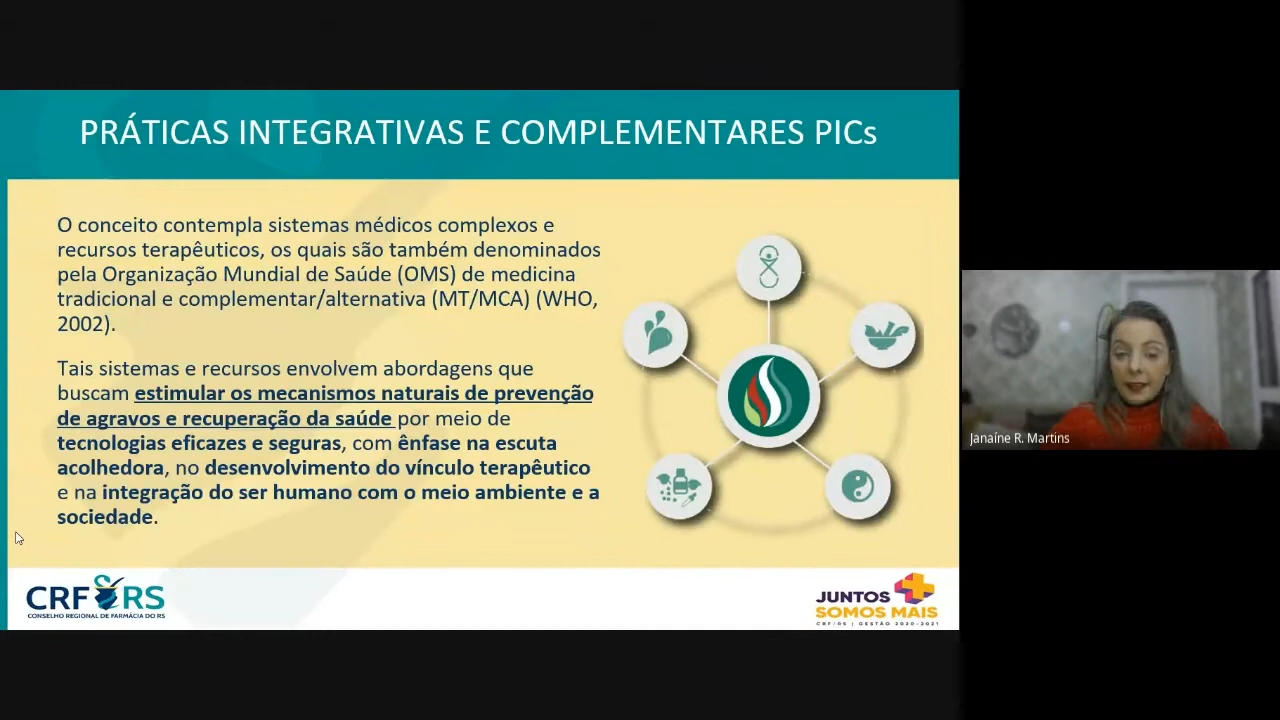 PRÁTICAS INTEGRATIVAS E COMPLEMENTARES PICs
O conceito contempla sistemas médicos complexos e
recursos terapêuticos, os quais são também denominados
pela Organização Mundial de Saúde (OMS) de medicina
tradicional e complementar/alternativa (MT/MCA) (WHO,
2002).
Tais sistemas e recursos envolvem abordagens que
buscam estimular os mecanismos naturais de prevenção
de agravos e recuperação da saúde por meio de
tecnologias eficazes e seguras, com ênfase na escuta
acolhedora, no desenvolvimento do vínculo terapêutico
e na integração do ser humano com o meio ambiente e a
sociedade.
CRF RS
CONSELHO REGIONAL DE FARMÁCIA DO RS
JUNTOS
SOMOS MAIS
CRF/RS | GESTÃO 2020-2021
Janaíne R. Martins